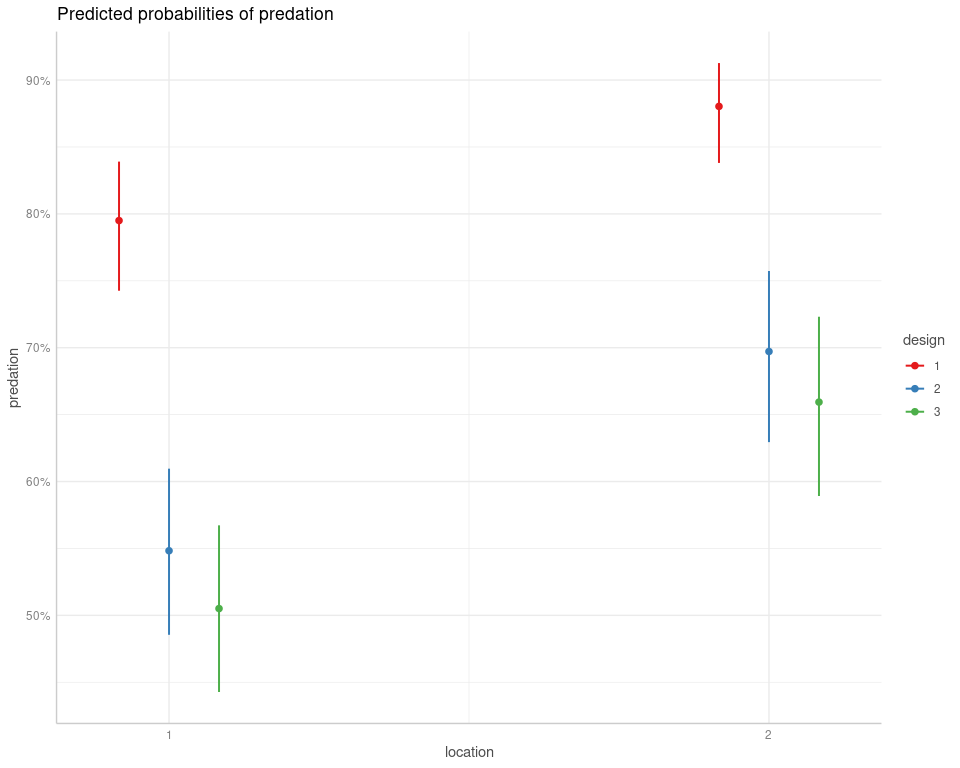 Predicted probabilities of predation
90%
80%
70%
60%
50%
predation
1
2
location
design
1
2
3